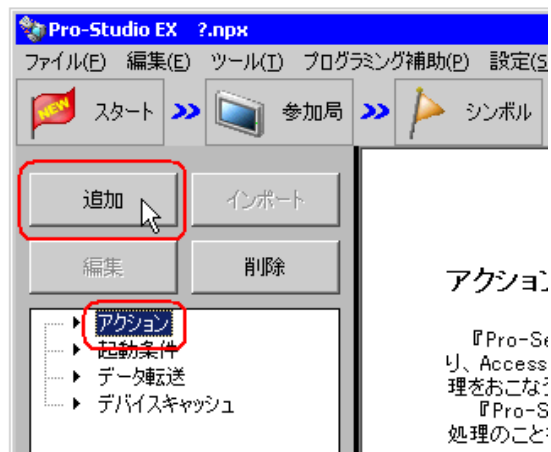 Pro-Studio EX ?.npx
ファイル(F) 編集(E) ツール(T) プログラミング補助(P) 設定(S
NEW スタート 参加局 シンボル
追加 インポート
編集 削除
アクション
起動条件
データ転送
デバイスキャッシュ
アクション
『Pro-Se
り、Access
理をおこなう
『Pro-S
処理のこと